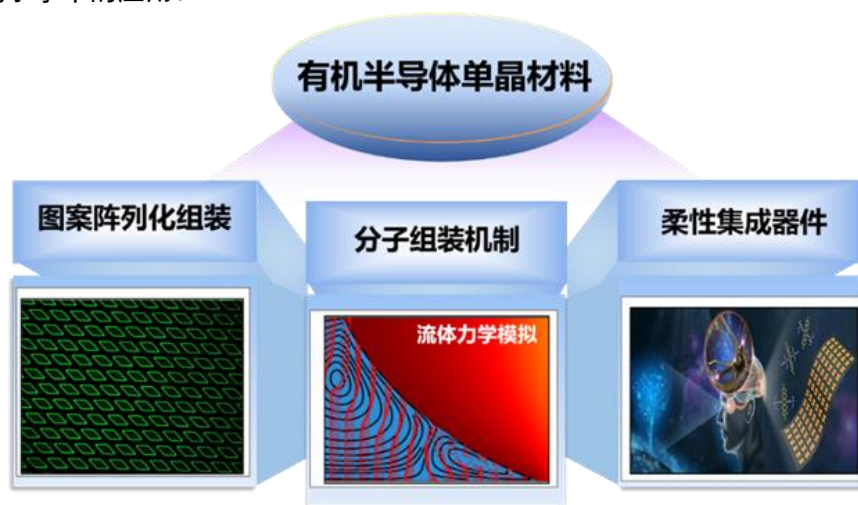 有机半导体单晶材料
图案阵列化组装
分子组装机制
柔性集成器件
流体力学模拟